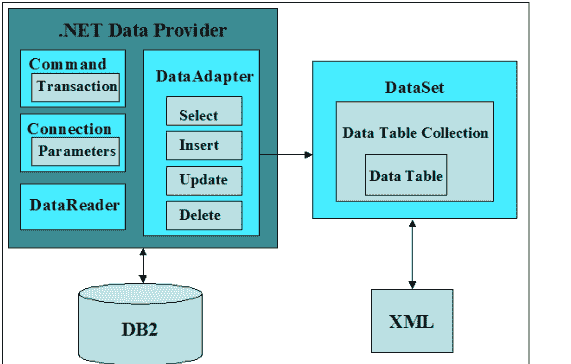 .NET Data Provider
Command
Transaction
Connection
Parameters
DataReader
DataAdapter
Select
Insert
Update
Delete
DataSet
Data Table Collection
Data Table
DB2
XML